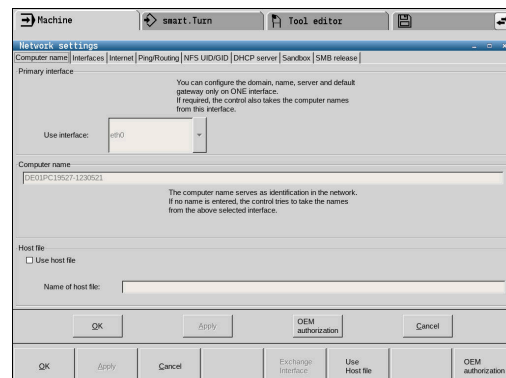 Machine
smart.Turn
Tool editor
Network settings
Computer name Interfaces Internet Ping/Routing NFS UID/GID DHCP server Sandbox SMB release
Primary interface
You can configure the domain, name, server and default
gateway only on ONE interface.
If required, the control also takes the computer names
from this interface.
Use interface: eth0
Computer name
DE01PC19527-1230521
The computer name serves as identification in the network.
If no name is entered, the control tries to take the names
from the above selected interface.
Host file
Use host file
Name of host file:
OK Apply OEM authorization Cancel
OK Apply Cancel Exchange Interface Use Host file OEM authorization